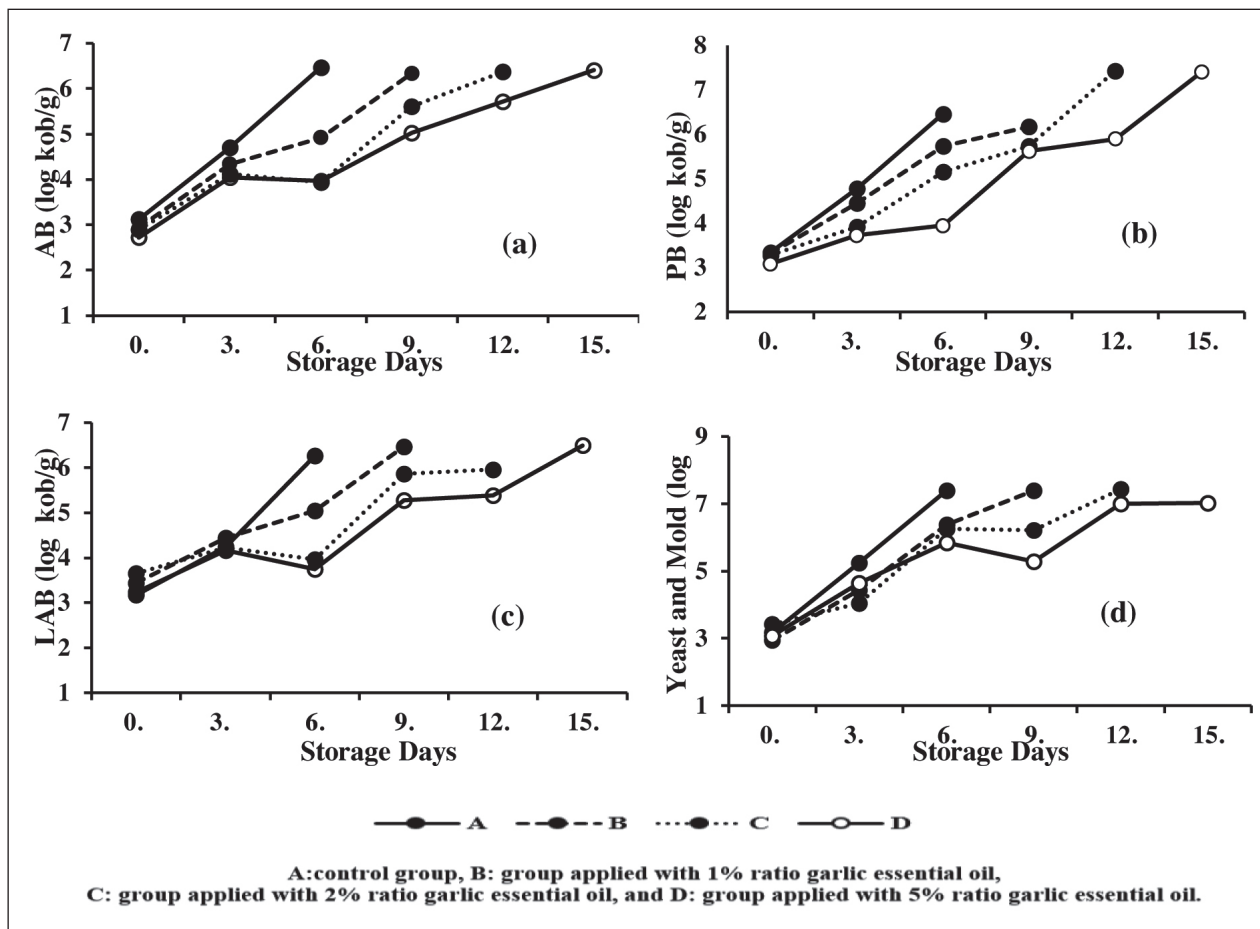 7
6
5
4
3
2
1
AB (log kob/g)
(a)
0. 3. 6. 9. 12. 15.
Storage Days
8
7
6
5
4
3
2
PB (log kob/g)
(b)
0. 3. 6. 9. 12. 15.
Storage Days
7
6
5
4
3
2
1
LAB (log kob/g)
(c)
0. 3. 6. 9. 12. 15.
Storage Days
9
7
5
3
1
Yeast and Mold (log
(d)
0. 3. 6. 9. 12. 15.
Storage Days
A B C D
A:control group, B: group applied with 1% ratio garlic essential oil,
C: group applied with 2% ratio garlic essential oil, and D: group applied with 5% ratio garlic essential oil.